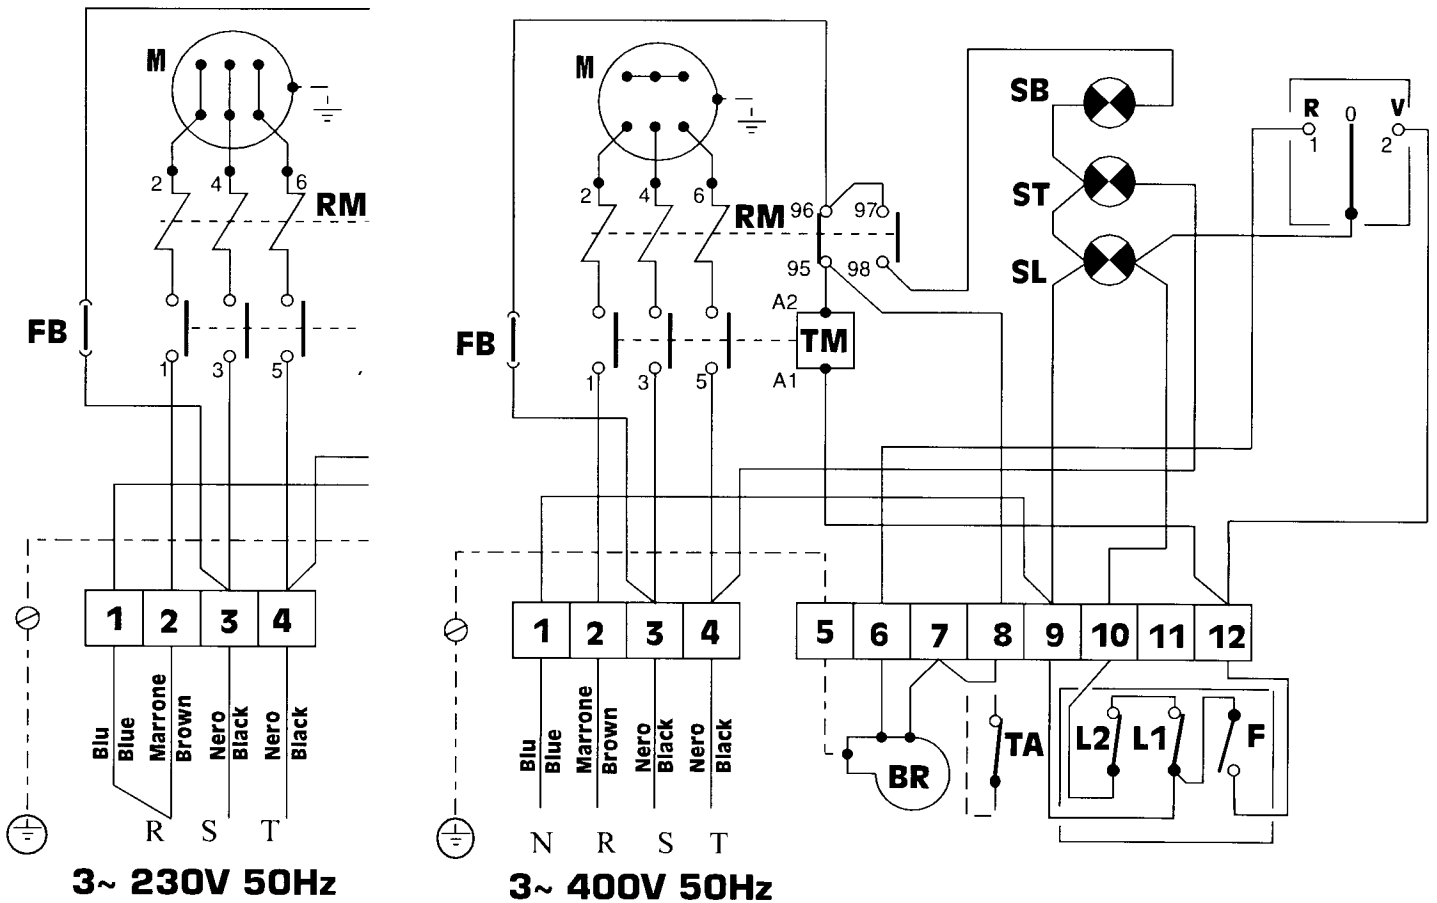 M
2 4 6
RM
FB
1 3 5
1 2 3 4
Blu
Blue
Marrone
Brown
Nero
Black
Nero
Black
R S T
3~ 230V 50Hz
M
2 4 6
RM
96 97
95 98
A2
TM
A1
FB
1 3 5
SB
ST
SL
R 0 V
1 2
1 2 3 4
5 6 7 8 9 10 11 12
Blu
Blue
Marrone
Brown
Nero
Black
Nero
Black
BR
TA
L2 L1 F
N R S T
3~ 400V 50Hz